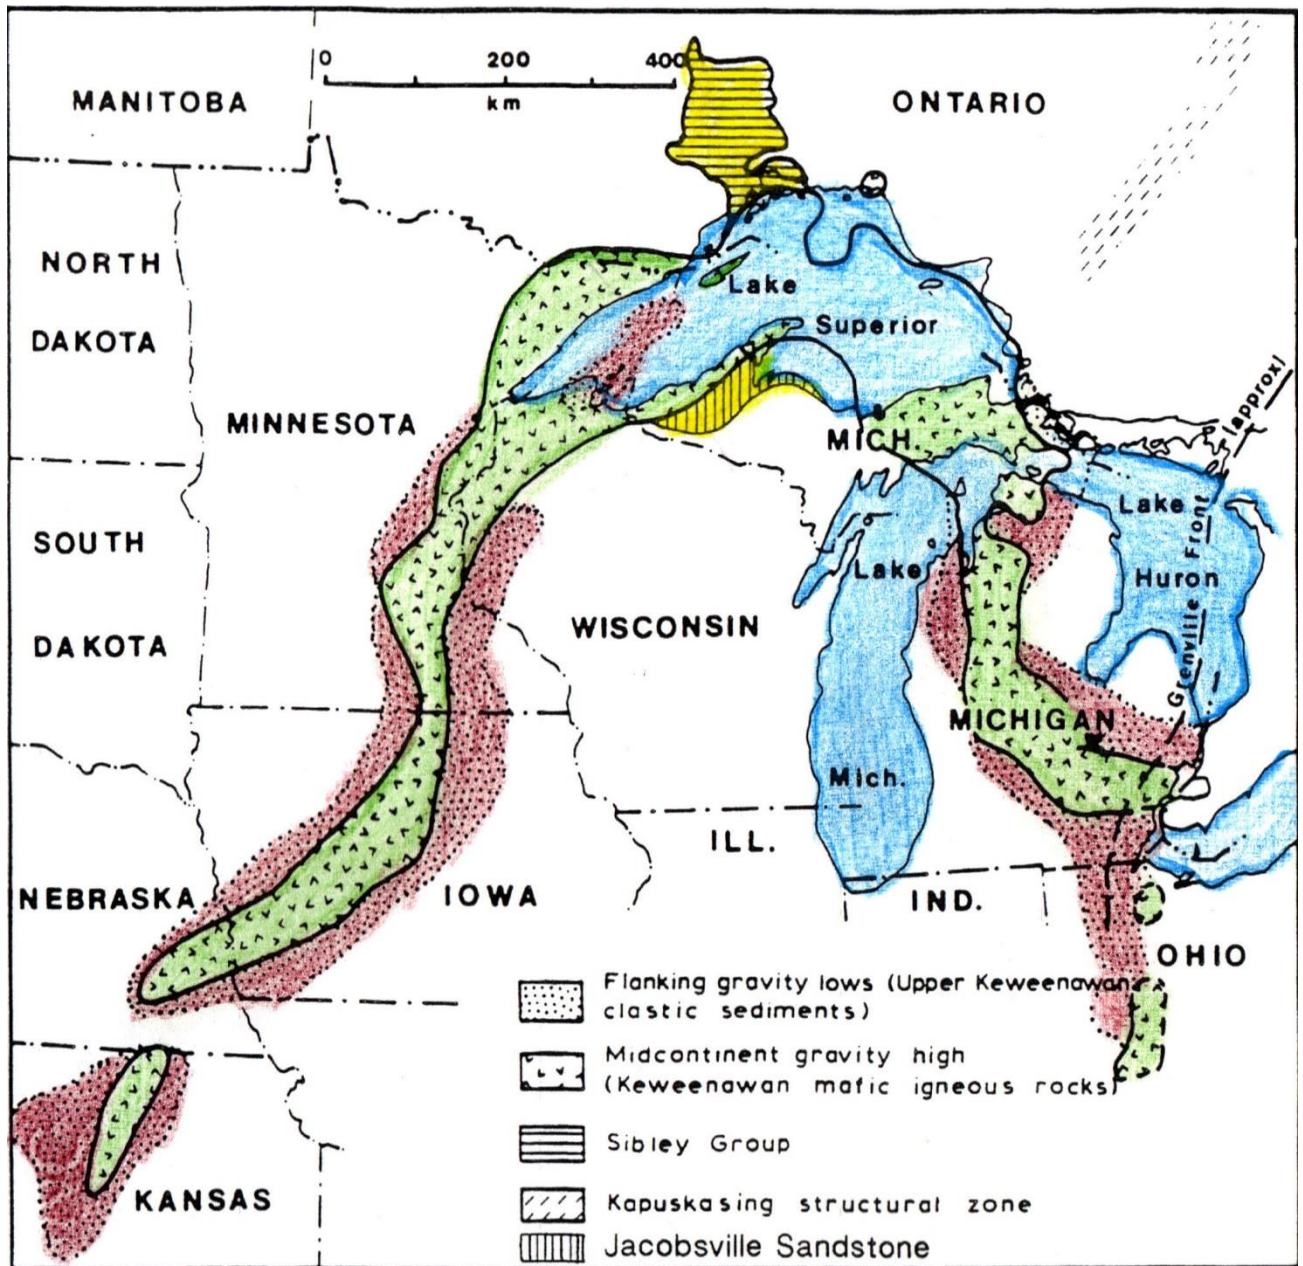 0 200 400
km
MANITOBA
ONTARIO
NORTH
DAKOTA
Lake
Superior
MINNESOTA
MICH.
(approx)
Lake
Huron
Grenville Front
SOUTH
DAKOTA
Lake
Mich.
WISCONSIN
MICHIGAN
ILL.
IND.
OHIO
NEBRASKA
IOWA
KANSAS
Flanking gravity lows (Upper Keweenawan
clastic sediments)
Midcontinent gravity high
(Keweenawan mafic igneous rocks)
Sibley Group
Kapuskasing structural zone
Jacobsville Sandstone